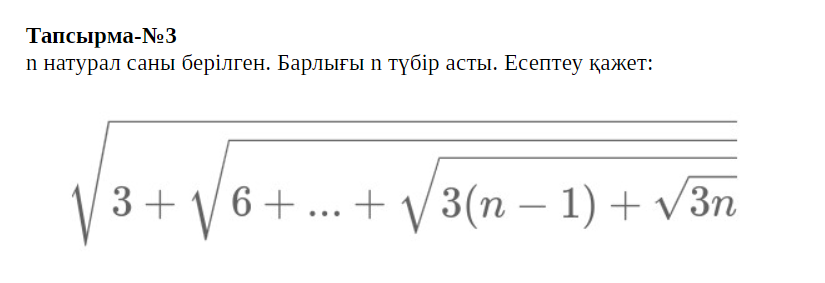 Тапсырма-№3
n натурал саны берілген. Барлығы n түбір асты. Есептеу қажет:
√3 + √6 + ... + √3(n − 1) + √3n